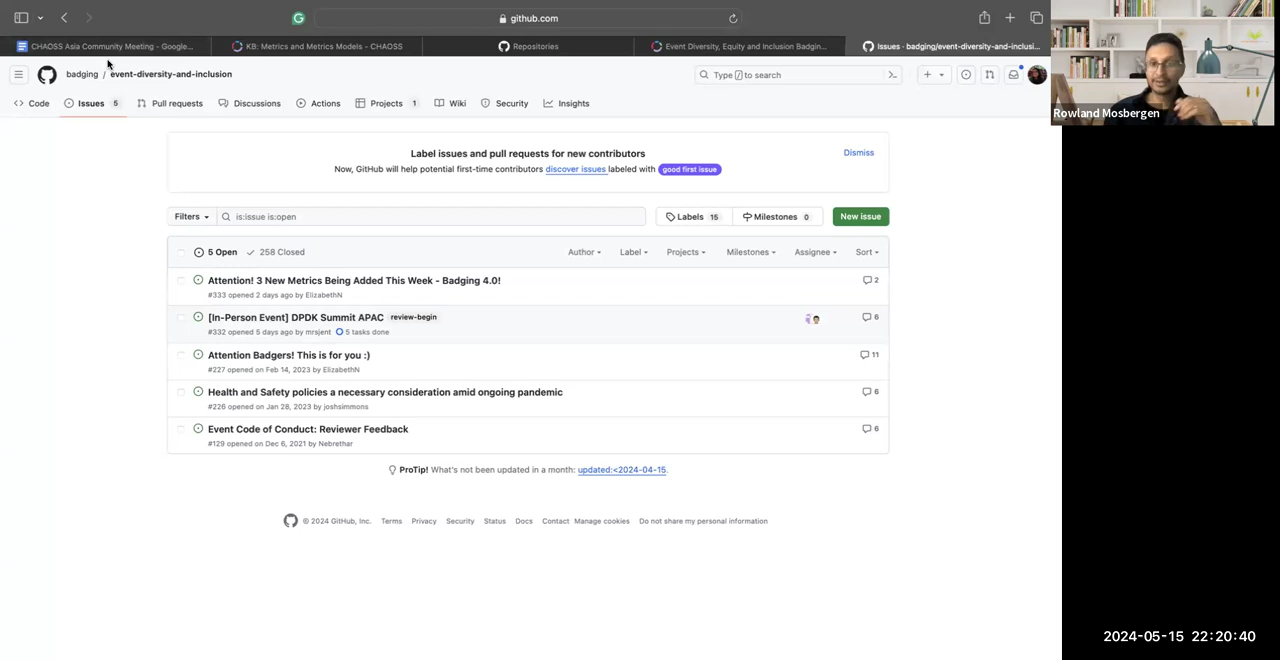 github.com
CHAOSS Asia Community Meeting - Google...
KB: Metrics and Metrics Models - CHAOSS
Repositories
Event Diversity, Equity and Inclusion Badgin...
Issues · badging/event-diversity-and-inclusi...
badging / event-diversity-and-inclusion
Type / to search
Rowland Mosbergen
Code
Issues 5
Pull requests
Discussions
Actions
Projects 1
Wiki
Security
Insights
Label issues and pull requests for new contributors
Dismiss
Now, GitHub will help potential first-time contributors discover issues labeled with good first issue
Filters
is:issue is:open
Labels 15
Milestones 0
New issue
5 Open
258 Closed
Author
Label
Projects
Milestones
Assignee
Sort
Attention! 3 New Metrics Being Added This Week - Badging 4.0!
2
#333 opened 2 days ago by ElizabethN
[In-Person Event] DPDK Summit APAC review-begin
6
#332 opened 5 days ago by mrsjent 5 tasks done
Attention Badgers! This is for you :)
11
#227 opened on Feb 14, 2023 by ElizabethN
Health and Safety policies a necessary consideration amid ongoing pandemic
6
#226 opened on Jan 28, 2023 by joshsimmons
Event Code of Conduct: Reviewer Feedback
6
#129 opened on Dec 6, 2021 by Nebrethar
ProTip! What's not been updated in a month: updated:<2024-04-15.
© 2024 GitHub, Inc.
Terms
Privacy
Security
Status
Docs
Contact
Manage cookies
Do not share my personal information
2024-05-15 22:20:40